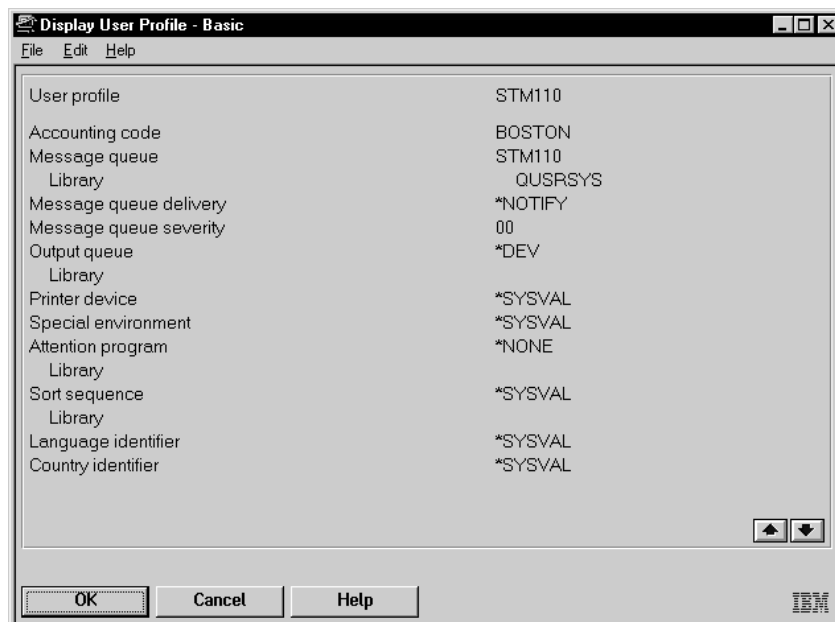 Display User Profile - Basic
File Edit Help
User profile STM110
Accounting code BOSTON
Message queue STM110
Library QUSRSYS
Message queue delivery *NOTIFY
Message queue severity 00
Output queue *DEV
Library
Printer device *SYSVAL
Special environment *SYSVAL
Attention program *NONE
Library
Sort sequence *SYSVAL
Library
Language identifier *SYSVAL
Country identifier *SYSVAL
OK Cancel Help IBM